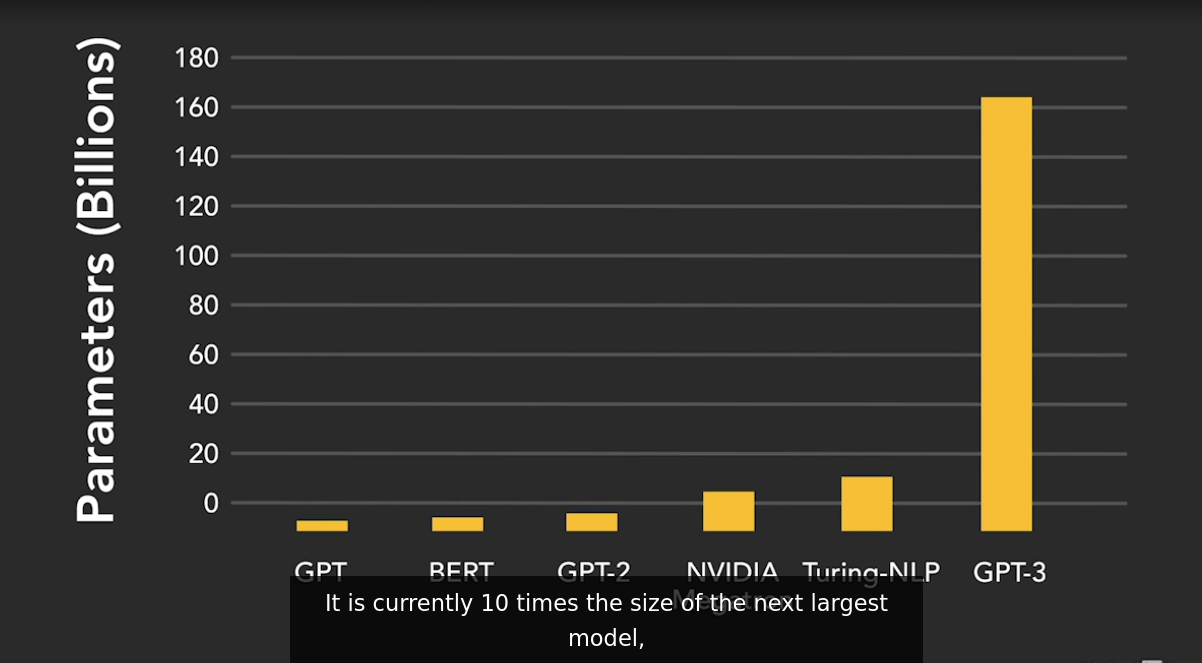 Parameters (Billions)
180
160
140
120
100
80
60
40
20
0
GPT
BERT
GPT-2
NVIDIA
Megatron
Turing-NLP
GPT-3
It is currently 10 times the size of the next largest
model,